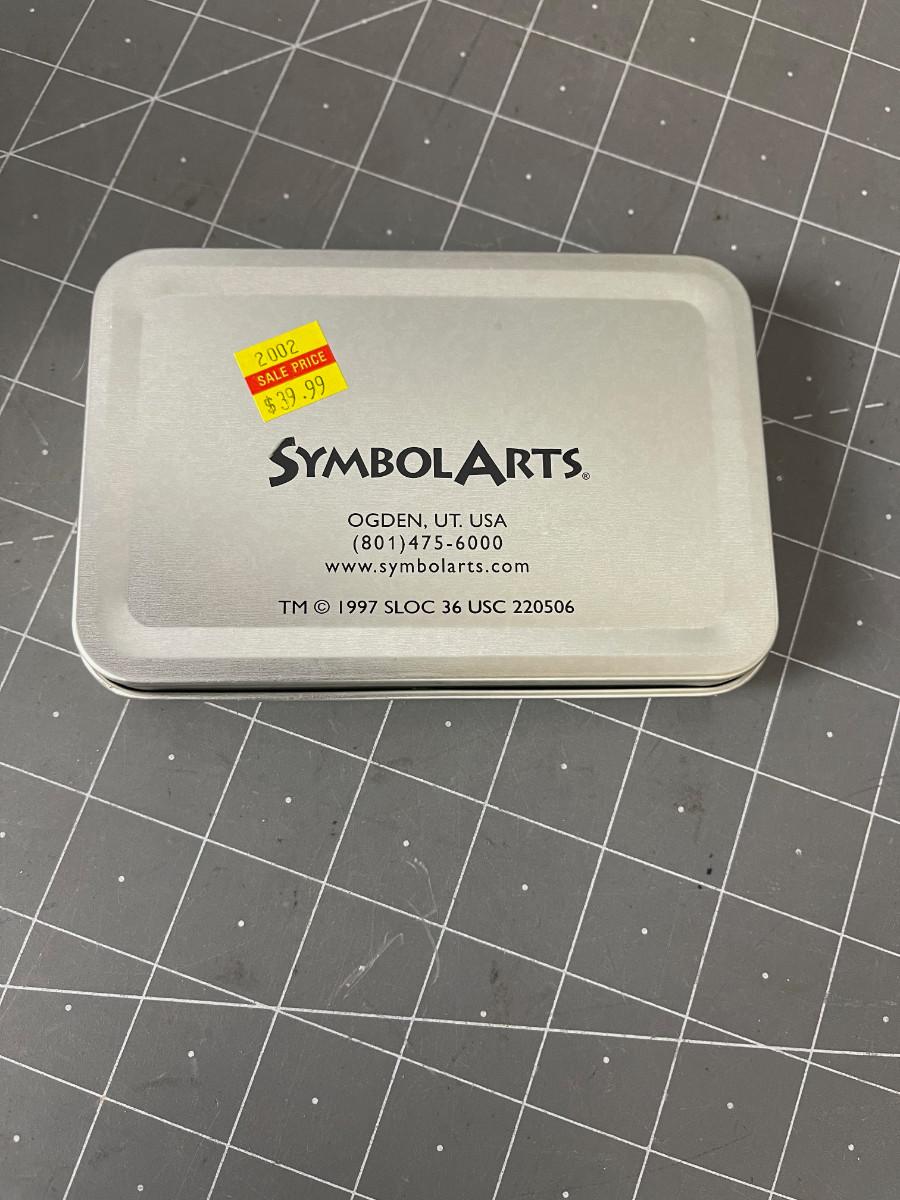 2002
SALE PRICE
$39.99
SYMBOLARTS®
OGDEN, UT. USA
(801)475-6000
www.symbolarts.com
TM © 1997 SLOC 36 USC 220506